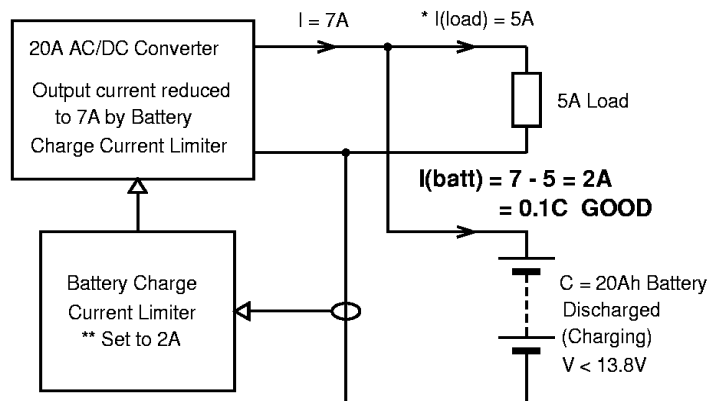 I = 7A
* I(load) = 5A
20A AC/DC Converter
Output current reduced
to 7A by Battery
Charge Current Limiter
5A Load
I(batt) = 7 - 5 = 2A
= 0.1C GOOD
Battery Charge
Current Limiter
** Set to 2A
C = 20Ah Battery
Discharged
(Charging)
V < 13.8V